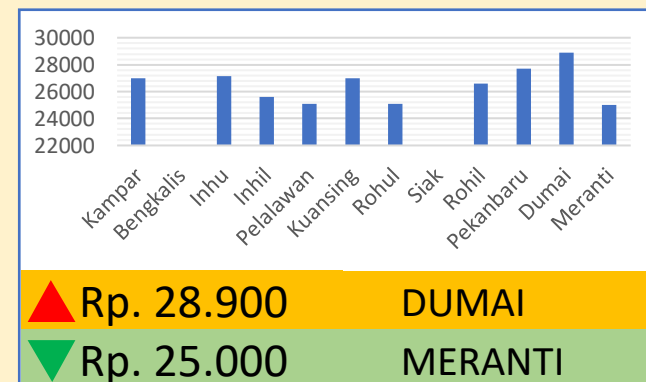 30000
28000
26000
24000
22000
Kampar
Bengkalis
Inhu
Inhil
Pelalawan
Kuansing
Rohul
Siak
Rohil
Pekanbaru
Dumai
Meranti
Rp. 28.900 DUMAI
Rp. 25.000 MERANTI